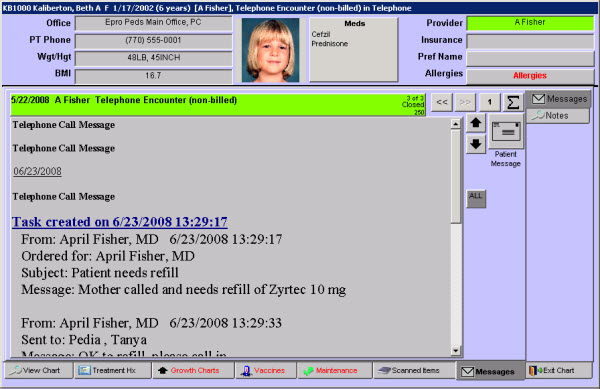 KB1000 Kaliberton, Beth A F 1/17/2002 (6 years) [A Fisher], Telephone Encounter (non-billed) in Telephone
Office Epro Peds Main Office, PC
PT Phone (770) 555-0001
Wgt/Hgt 48LB, 45INCH
BMI 16.7
Meds
Cefzil
Prednisone
Provider A Fisher
Insurance
Pref Name
Allergies Allergies
5/22/2008 A Fisher Telephone Encounter (non-billed)
3 of 3
Closed
250
<< >> 1 Σ
Messages
Notes
Patient
Message
ALL
Telephone Call Message
Telephone Call Message
06/23/2008
Telephone Call Message
Task created on 6/23/2008 13:29:17
From: April Fisher, MD 6/23/2008 13:29:17
Ordered for: April Fisher, MD
Subject: Patient needs refill
Message: Mother called and needs refill of Zyrtec 10 mg
From: April Fisher, MD 6/23/2008 13:29:33
Sent to: Pedia , Tanya
Message: OK to refill, please call in
View Chart Treatment Hx Growth Charts Vaccines Maintenance Scanned Items Messages Exit Chart